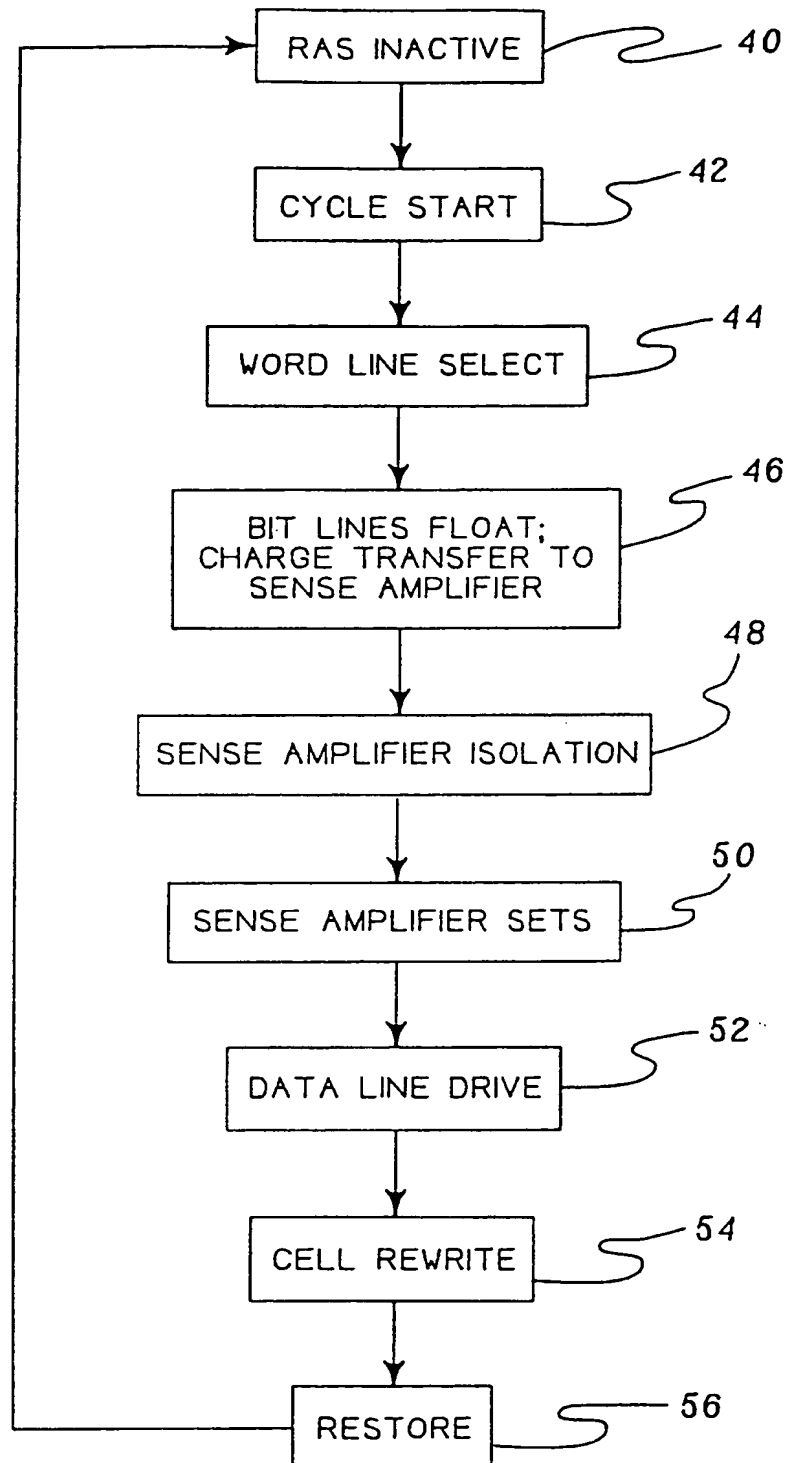 RAS INACTIVE
40
CYCLE START
42
WORD LINE SELECT
44
BIT LINES FLOAT;
CHARGE TRANSFER TO
SENSE AMPLIFIER
46
SENSE AMPLIFIER ISOLATION
48
SENSE AMPLIFIER SETS
50
DATA LINE DRIVE
52
CELL REWRITE
54
RESTORE
56